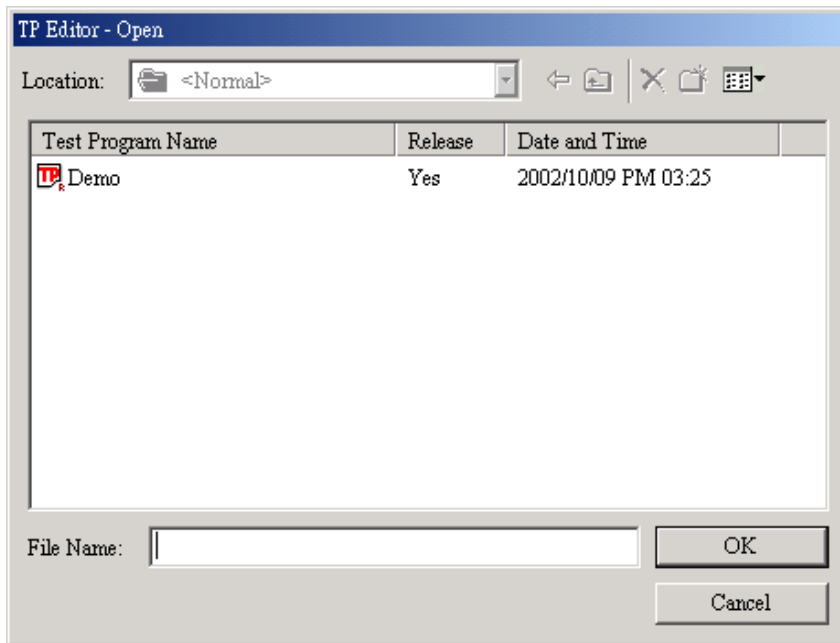 TP Editor - Open
Location: <Normal>
Test Program Name Release Date and Time
TP R Demo Yes 2002/10/09 PM 03:25
File Name:
OK
Cancel